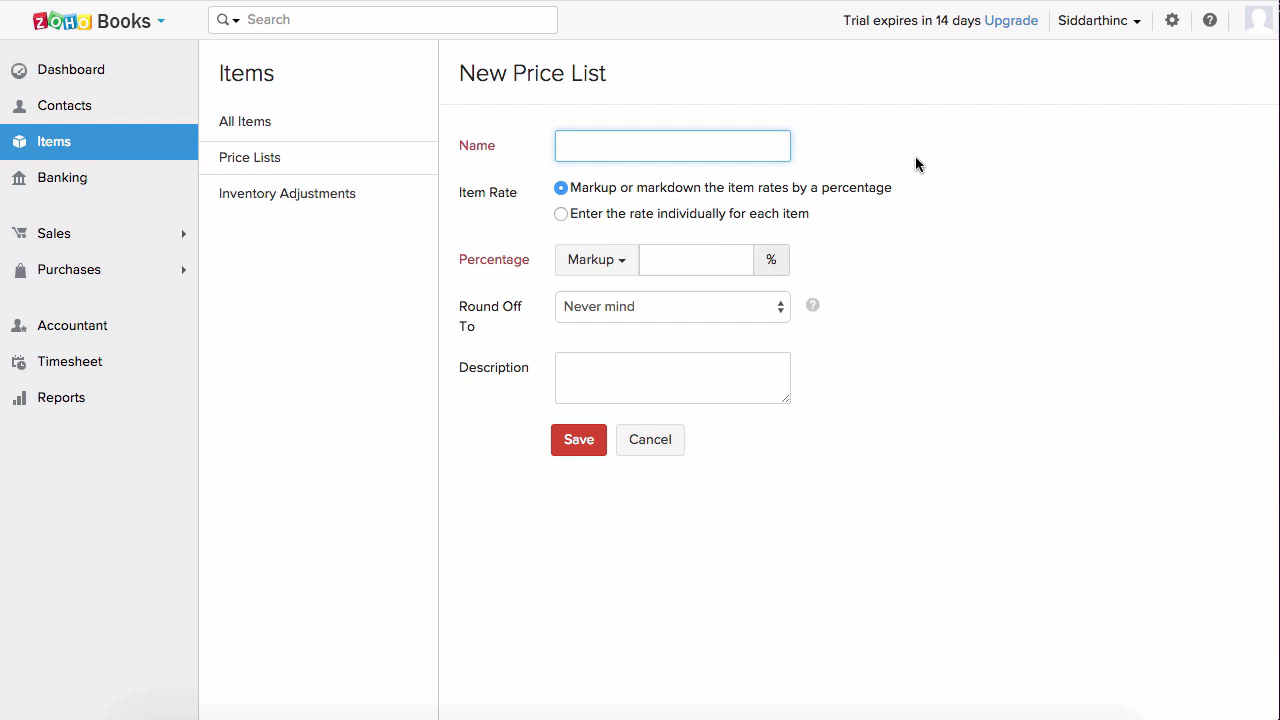 ZOHO Books
Search
Trial expires in 14 days Upgrade
Siddarthinc
Dashboard
Contacts
Items
Banking
Sales
Purchases
Accountant
Timesheet
Reports
Items
All Items
Price Lists
Inventory Adjustments
New Price List
Name
Item Rate
Markup or markdown the item rates by a percentage
Enter the rate individually for each item
Percentage
Markup
%
Round Off
To
Never mind
?
Description
Save
Cancel